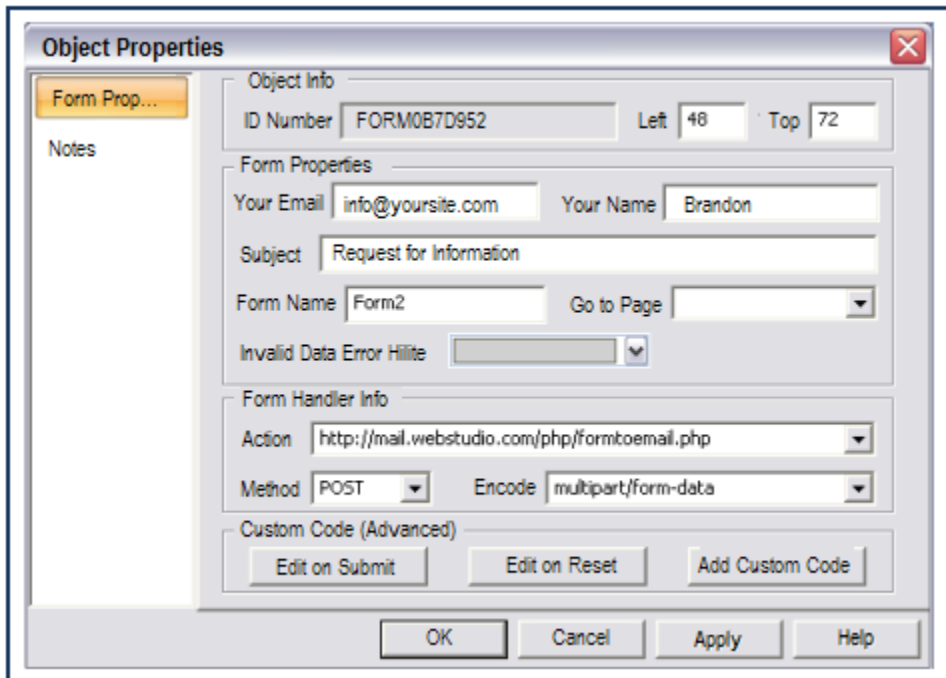 Object Properties
Form Prop...
Notes
Object Info
ID Number FORM0B7D952 Left 48 Top 72
Form Properties
Your Email info@yoursite.com Your Name Brandon
Subject Request for Information
Form Name Form2 Go to Page
Invalid Data Error Hilite
Form Handler Info
Action http://mail.webstudio.com/php/formtoemail.php
Method POST Encode multipart/form-data
Custom Code (Advanced)
Edit on Submit Edit on Reset Add Custom Code
OK Cancel Apply Help